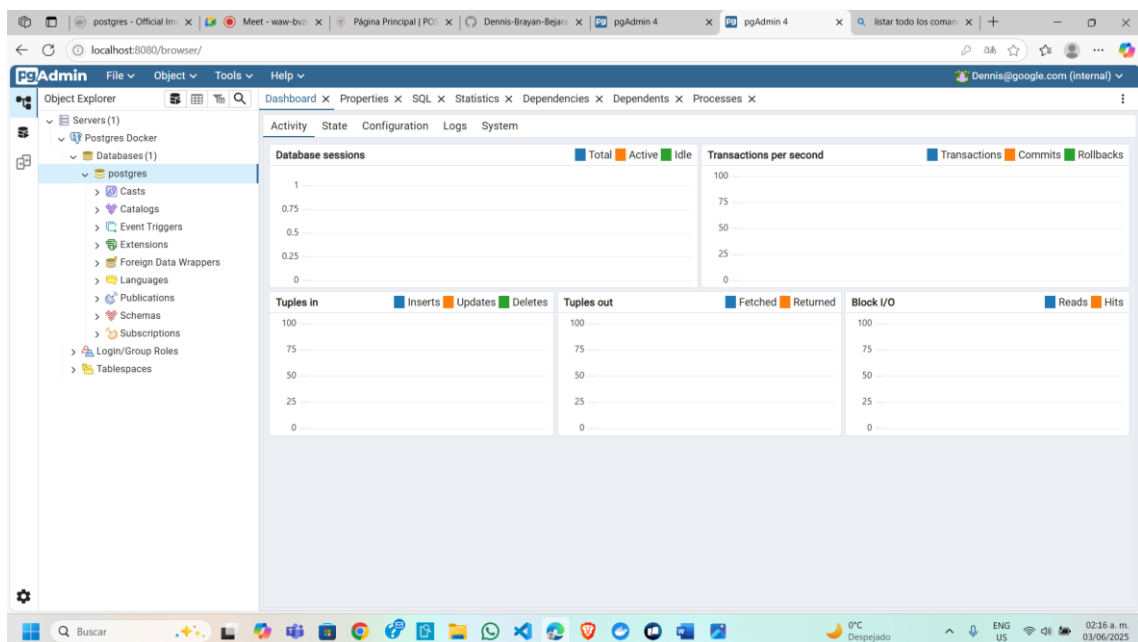 postgres - Official Im
Meet - waw-bvz
Página Principal | POS
Dennis-Brayan-Bejara
pgAdmin 4
pgAdmin 4
listar todo los coman
localhost:8080/browser/
pgAdmin File Object Tools Help
Dennis@google.com (internal)
Object Explorer
Dashboard Properties SQL Statistics Dependencies Dependents Processes
Servers (1)
Postgres Docker
Databases (1)
postgres
Casts
Catalogs
Event Triggers
Extensions
Foreign Data Wrappers
Languages
Publications
Schemas
Subscriptions
Login/Group Roles
Tablespaces
Activity State Configuration Logs System
Database sessions Total Active Idle
1
0.75
0.5
0.25
0
Transactions per second Transactions Commits Rollbacks
100
75
50
25
0
Tuples in Inserts Updates Deletes
100
75
50
25
0
Tuples out Fetched Returned
100
75
50
25
0
Block I/O Reads Hits
100
75
50
25
0
Buscar
0°C
Despejado
ENG
US
02:16 a. m.
03/06/2025